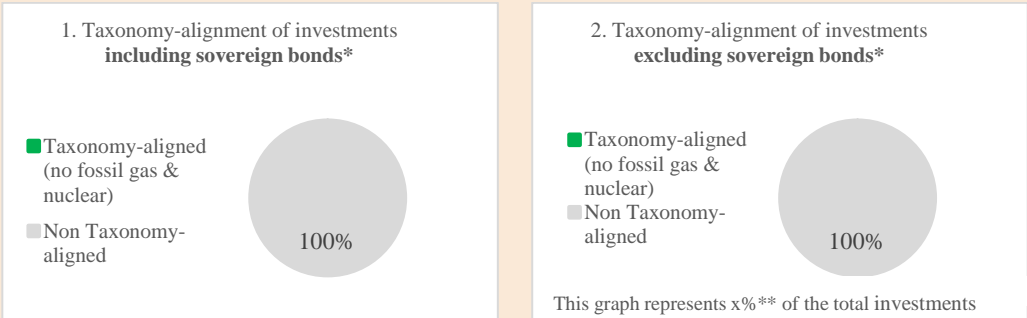 1. Taxonomy-alignment of investments
including sovereign bonds*
Taxonomy-aligned
(no fossil gas &
nuclear)
Non Taxonomy-
aligned
100%
2. Taxonomy-alignment of investments
excluding sovereign bonds*
Taxonomy-aligned
(no fossil gas &
nuclear)
Non Taxonomy-
aligned
100%
This graph represents x%** of the total investments